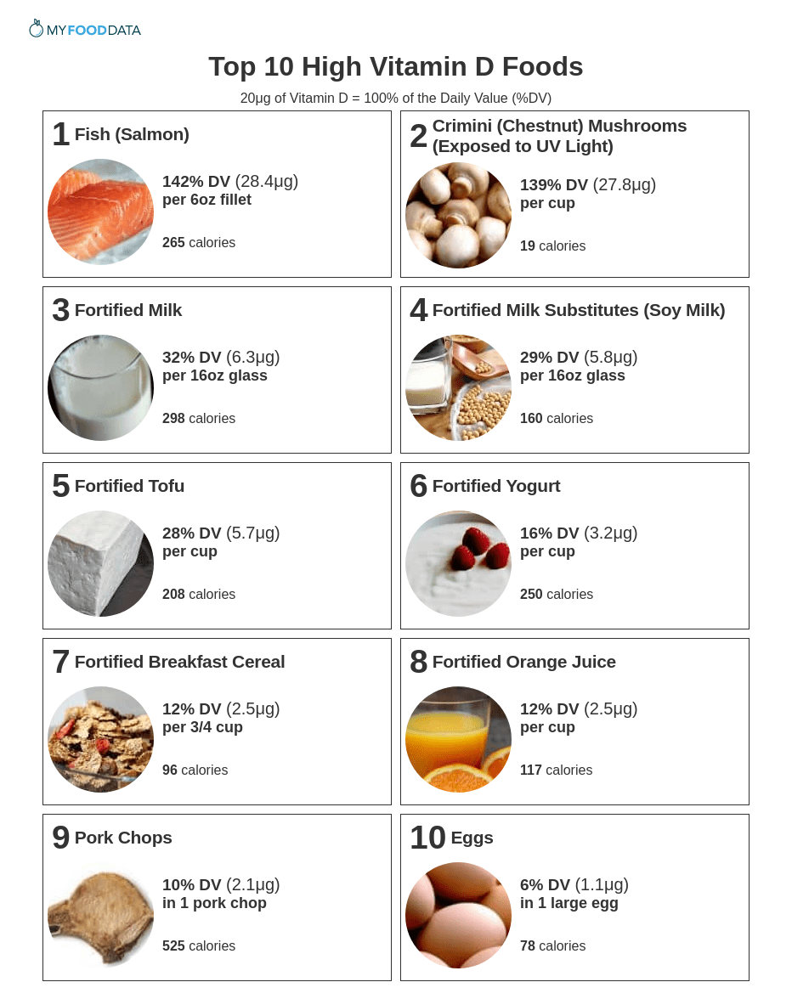 MYFOODDATA
Top 10 High Vitamin D Foods
20μg of Vitamin D = 100% of the Daily Value (%DV)
1 Fish (Salmon)
142% DV (28.4μg)
per 6oz fillet
265 calories
2 Crimini (Chestnut) Mushrooms
(Exposed to UV Light)
139% DV (27.8μg)
per cup
19 calories
3 Fortified Milk
32% DV (6.3μg)
per 16oz glass
298 calories
4 Fortified Milk Substitutes (Soy Milk)
29% DV (5.8μg)
per 16oz glass
160 calories
5 Fortified Tofu
28% DV (5.7μg)
per cup
208 calories
6 Fortified Yogurt
16% DV (3.2μg)
per cup
250 calories
7 Fortified Breakfast Cereal
12% DV (2.5μg)
per 3/4 cup
96 calories
8 Fortified Orange Juice
12% DV (2.5μg)
per cup
117 calories
9 Pork Chops
10% DV (2.1μg)
in 1 pork chop
525 calories
10 Eggs
6% DV (1.1μg)
in 1 large egg
78 calories